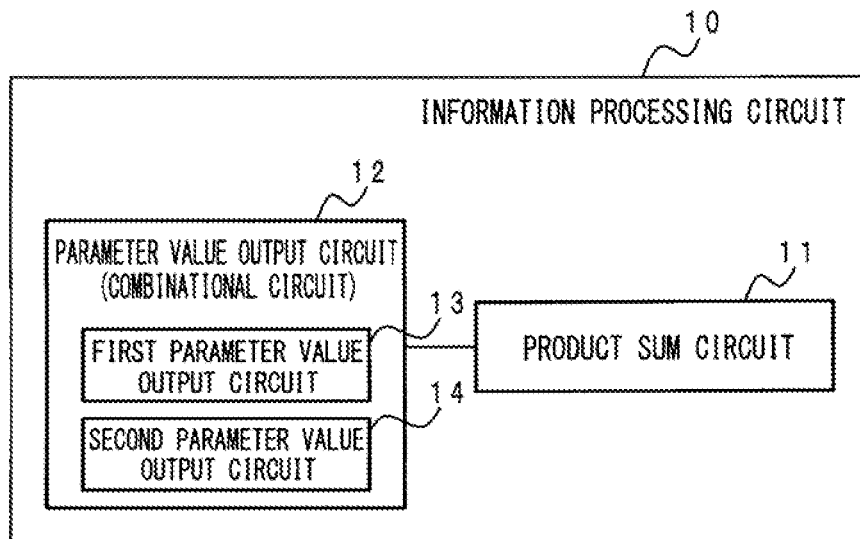 10
INFORMATION PROCESSING CIRCUIT
12
PARAMETER VALUE OUTPUT CIRCUIT
(COMBINATIONAL CIRCUIT)
13
FIRST PARAMETER VALUE
OUTPUT CIRCUIT
14
SECOND PARAMETER VALUE
OUTPUT CIRCUIT
11
PRODUCT SUM CIRCUIT